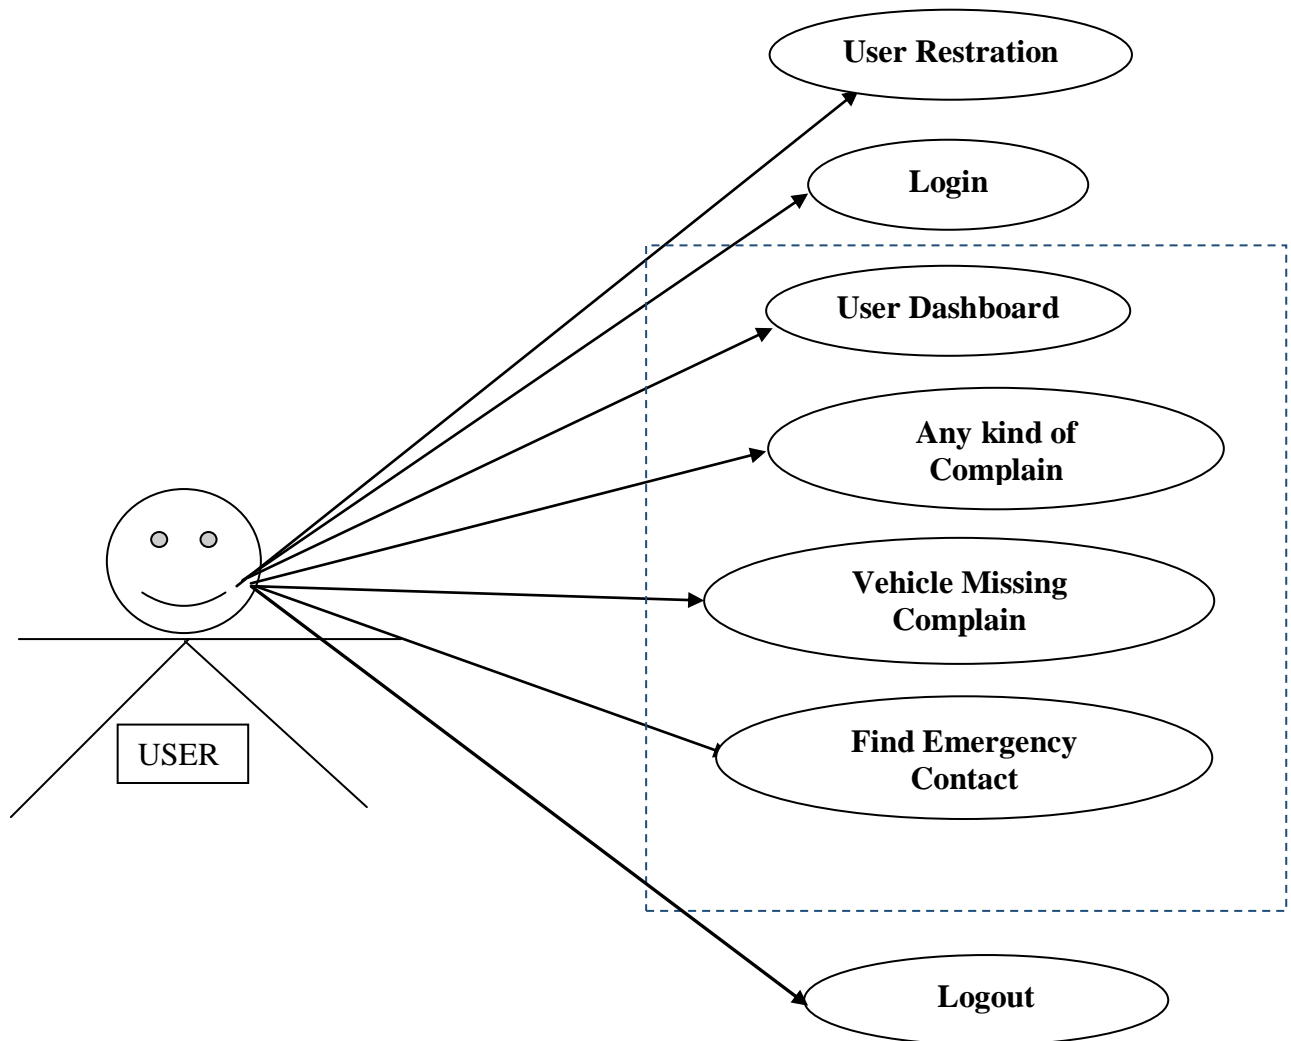 User Restration
Login
User Dashboard
Any kind of
Complain
Vehicle Missing
Complain
Find Emergency
Contact
USER
Logout